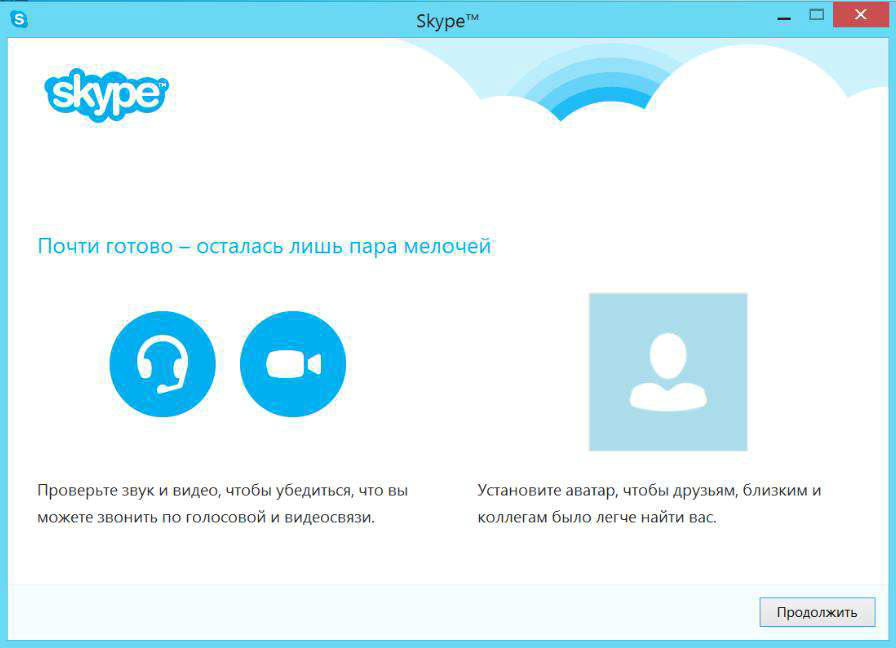 Skype™
skype™
Почти готово – осталась лишь пара мелочей
Проверьте звук и видео, чтобы убедиться, что вы
можете звонить по голосовой и видеосвязи.
Установите аватар, чтобы друзьям, близким и
коллегам было легче найти вас.
Продолжить